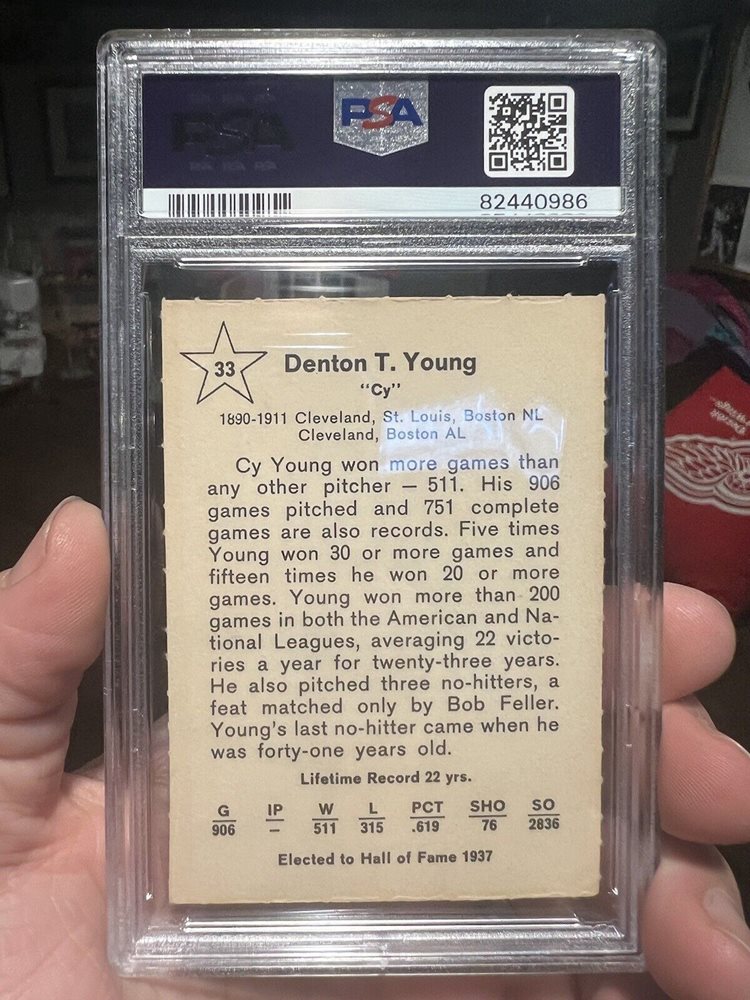 PSA
82440986
33
Denton T. Young
"Cy"
1890-1911 Cleveland, St. Louis, Boston NL
Cleveland, Boston AL
Cy Young won more games than
any other pitcher — 511. His 906
games pitched and 751 complete
games are also records. Five times
Young won 30 or more games and
fifteen times he won 20 or more
games. Young won more than 200
games in both the American and Na-
tional Leagues, averaging 22 victo-
ries a year for twenty-three years.
He also pitched three no-hitters, a
feat matched only by Bob Feller.
Young's last no-hitter came when he
was forty-one years old.
Lifetime Record 22 yrs.
G IP W L PCT SHO SO
906 — 511 315 .619 76 2836
Elected to Hall of Fame 1937